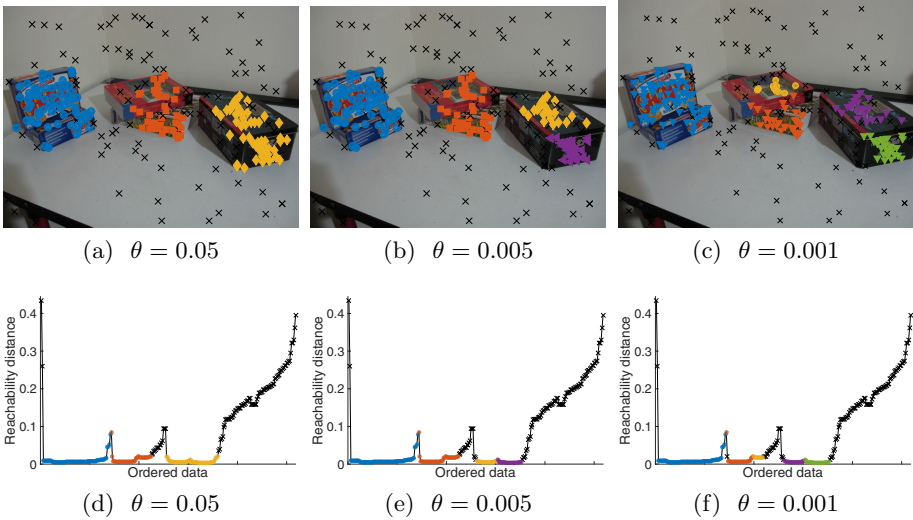 (a) θ = 0.05
(b) θ = 0.005
(c) θ = 0.001
Reachability distance
0.4
0.3
0.2
0.1
0
Ordered data
Reachability distance
0.4
0.3
0.2
0.1
0
Ordered data
Reachability distance
0.4
0.3
0.2
0.1
0
Ordered data
(d) θ = 0.05
(e) θ = 0.005
(f) θ = 0.001